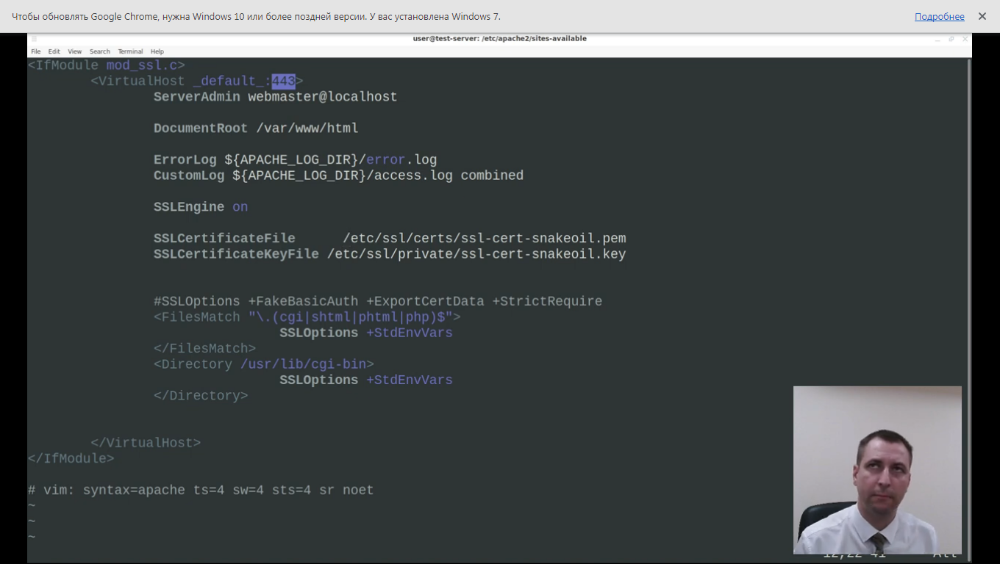 Чтобы обновлять Google Chrome, нужна Windows 10 или более поздней версии. У вас установлена Windows 7. Подробнее
user@test-server: /etc/apache2/sites-available
File Edit View Search Terminal Help
<IfModule mod_ssl.c>
<VirtualHost _default_:443>
ServerAdmin webmaster@localhost
DocumentRoot /var/www/html
ErrorLog ${APACHE_LOG_DIR}/error.log
CustomLog ${APACHE_LOG_DIR}/access.log combined
SSLEngine on
SSLCertificateFile /etc/ssl/certs/ssl-cert-snakeoil.pem
SSLCertificateKeyFile /etc/ssl/private/ssl-cert-snakeoil.key
#SSLOptions +FakeBasicAuth +ExportCertData +StrictRequire
<FilesMatch "\.(cgi|shtml|phtml|php)$">
SSLOptions +StdEnvVars
</FilesMatch>
<Directory /usr/lib/cgi-bin>
SSLOptions +StdEnvVars
</Directory>
</VirtualHost>
</IfModule>
# vim: syntax=apache ts=4 sw=4 sts=4 sr noet
~
~
~